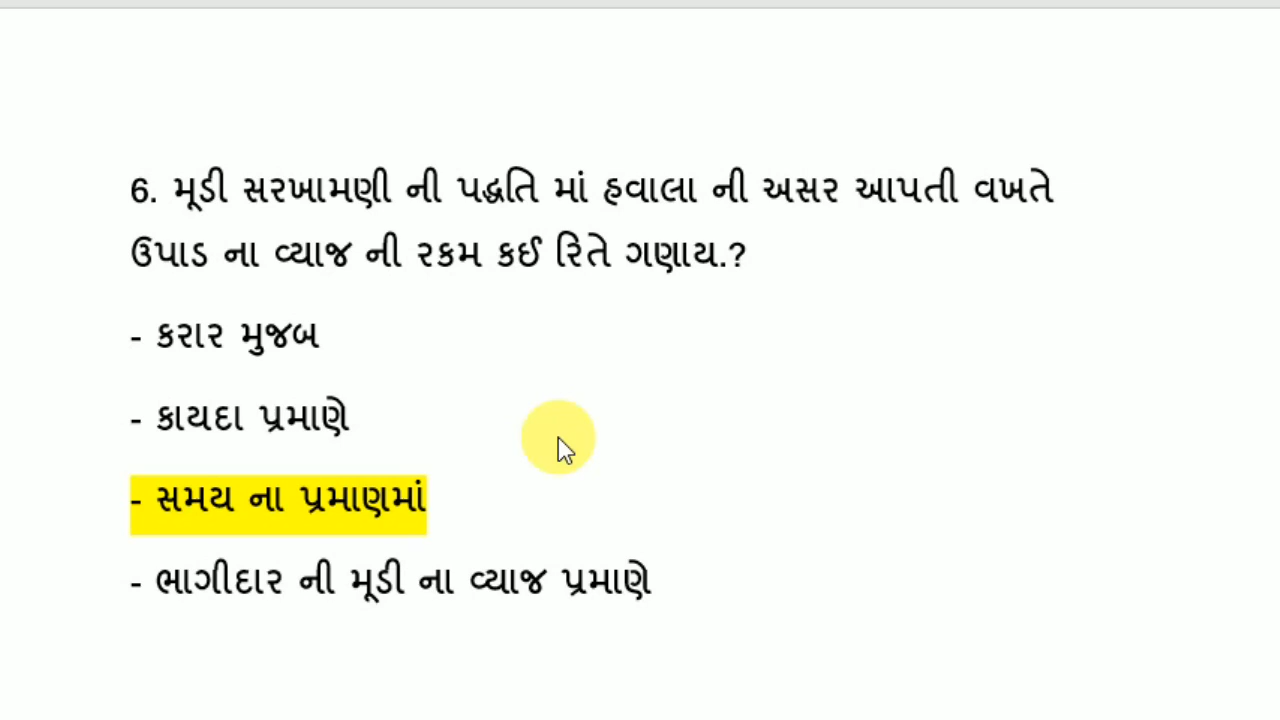 6. મૂડી સરખામણી ની પદ્ધતિ માં હવાલા ની અસર આપતી વખતે
ઉપાડ ના વ્યાજ ની રકમ કઈ રિતે ગણાય.?
- કરાર મુજબ
- કાયદા પ્રમાણે
- સમય ના પ્રમાણમાં
- ભાગીદાર ની મૂડી ના વ્યાજ પ્રમાણે